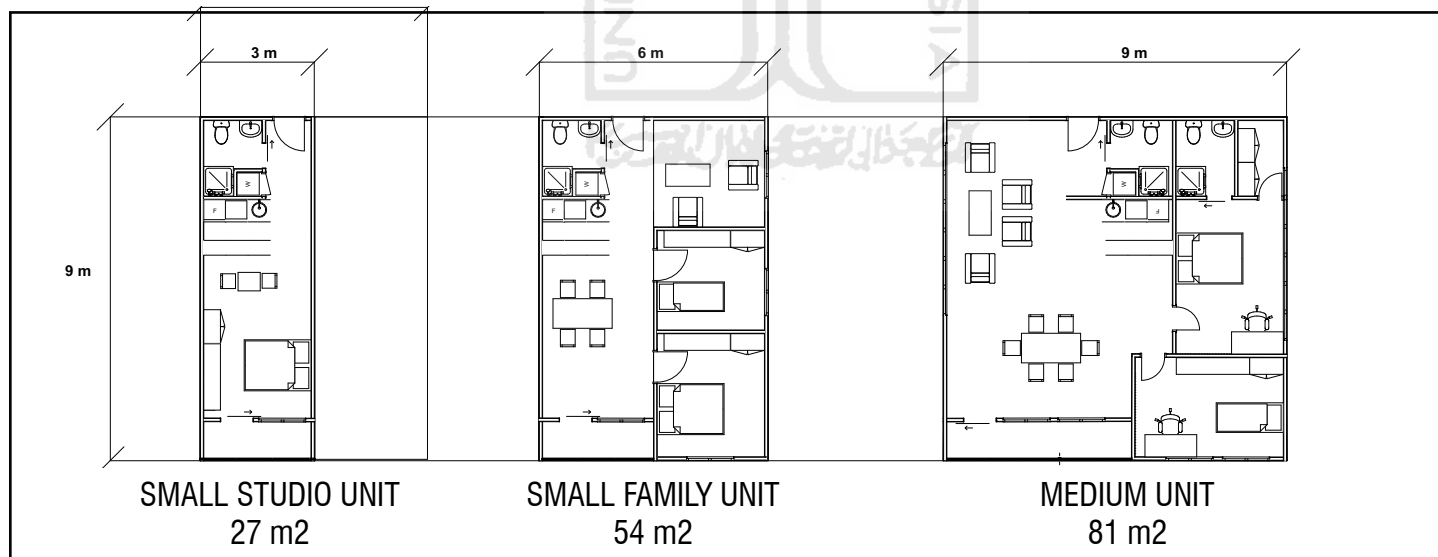 3 m
6 m
9 m
9 m
W
W
W
F
F
F
SMALL STUDIO UNIT
27 m2
SMALL FAMILY UNIT
54 m2
MEDIUM UNIT
81 m2